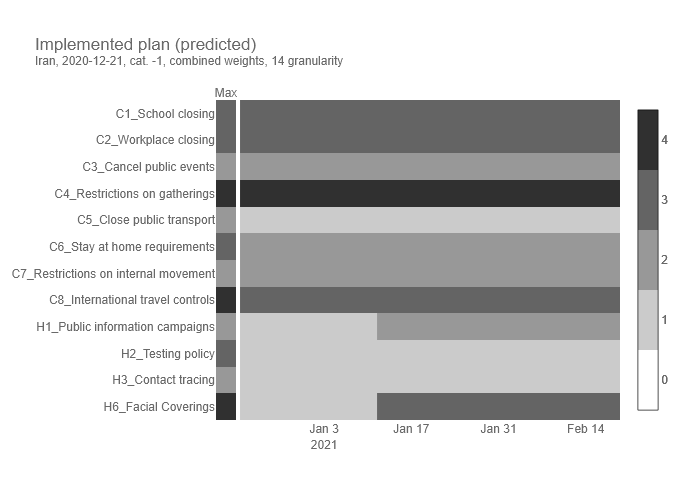 Implemented plan (predicted)
Iran, 2020-12-21, cat. -1, combined weights, 14 granularity
Max
C1_School closing
C2_Workplace closing
C3_Cancel public events
C4_Restrictions on gatherings
C5_Close public transport
C6_Stay at home requirements
C7_Restrictions on internal movement
C8_International travel controls
H1_Public information campaigns
H2_Testing policy
H3_Contact tracing
H6_Facial Coverings
Jan 3 Jan 17 Jan 31 Feb 14
2021
4
3
2
1
0